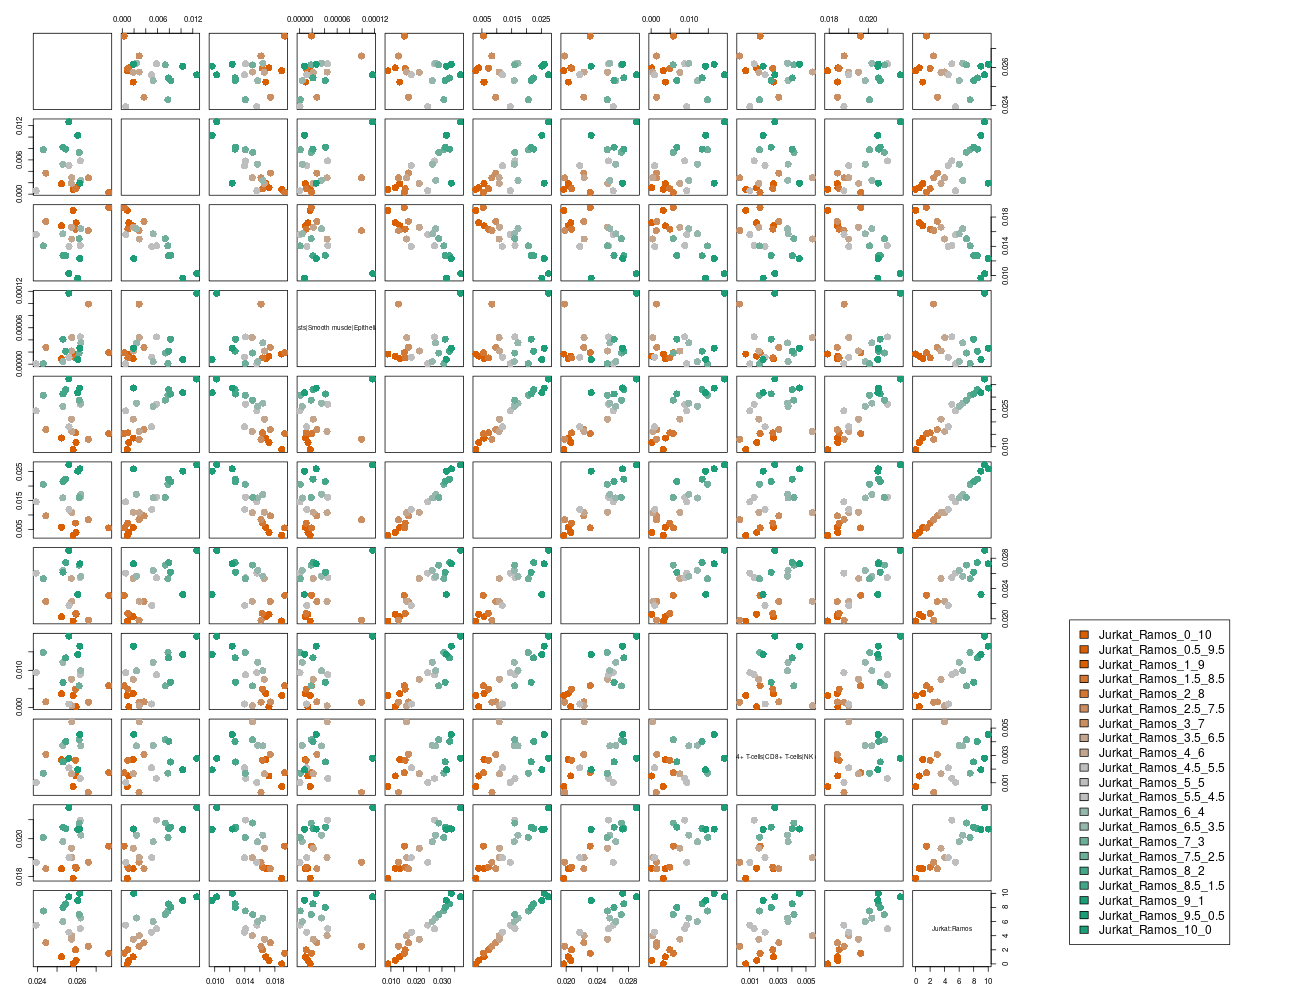 0.000 0.006 0.012 0.00000 0.00006 0.00012 0.005 0.015 0.025 0.000 0.010 0.018 0.020
0.024 0.026
0.000 0.006 0.012
0.010 0.014 0.018
sts|Smooth muscle|Epitheli
0.00000 0.00006 0.00012
0.010 0.025
0.005 0.015 0.025
0.020 0.024 0.028
0.000 0.010
4+ T-cells|CD8+ T-cells|NK
0.001 0.003 0.005
0.018 0.020
Jurkat:Ramos
0 2 4 6 8 10
0.024 0.026 0.010 0.014 0.018 0.010 0.020 0.030 0.020 0.024 0.028 0.001 0.003 0.005 0 2 4 6 8 10
Jurkat_Ramos_0_10
Jurkat_Ramos_0.5_9.5
Jurkat_Ramos_1_9
Jurkat_Ramos_1.5_8.5
Jurkat_Ramos_2_8
Jurkat_Ramos_2.5_7.5
Jurkat_Ramos_3_7
Jurkat_Ramos_3.5_6.5
Jurkat_Ramos_4_6
Jurkat_Ramos_4.5_5.5
Jurkat_Ramos_5_5
Jurkat_Ramos_5.5_4.5
Jurkat_Ramos_6_4
Jurkat_Ramos_6.5_3.5
Jurkat_Ramos_7_3
Jurkat_Ramos_7.5_2.5
Jurkat_Ramos_8_2
Jurkat_Ramos_8.5_1.5
Jurkat_Ramos_9_1
Jurkat_Ramos_9.5_0.5
Jurkat_Ramos_10_0